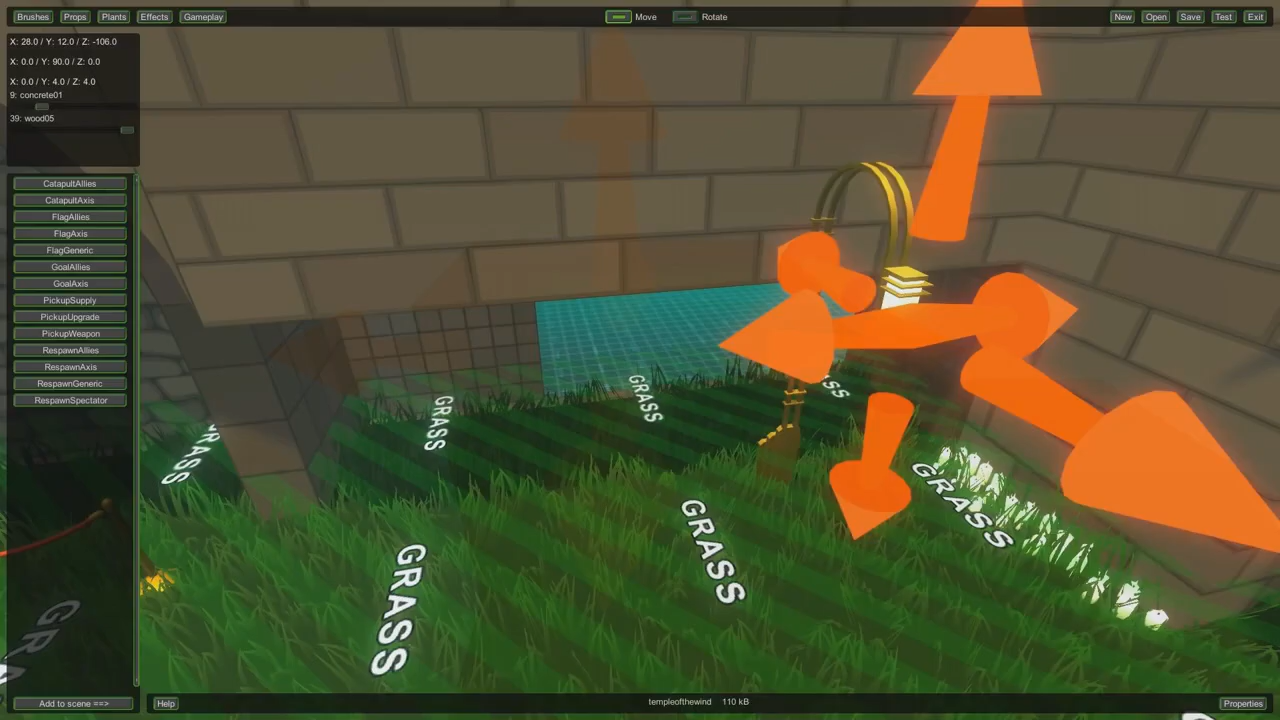 Brushes Props Plants Effects Gameplay Move Rotate New Open Save Test Exit
X: 28.0 / Y: 12.0 / Z: -106.0
X: 0.0 / Y: 90.0 / Z: 0.0
X: 0.0 / Y: 4.0 / Z: 4.0
9: concrete01
39: wood05
CatapultAllies
CatapultAxis
FlagAllies
FlagAxis
FlagGeneric
GoalAllies
GoalAxis
PickupSupply
PickupUpgrade
PickupWeapon
RespawnAllies
RespawnAxis
RespawnGeneric
RespawnSpectator
GRASS
GRASS
GRASS
GRASS
GRASS
Add to scene ==> Help templeofthewind 110 kB Properties